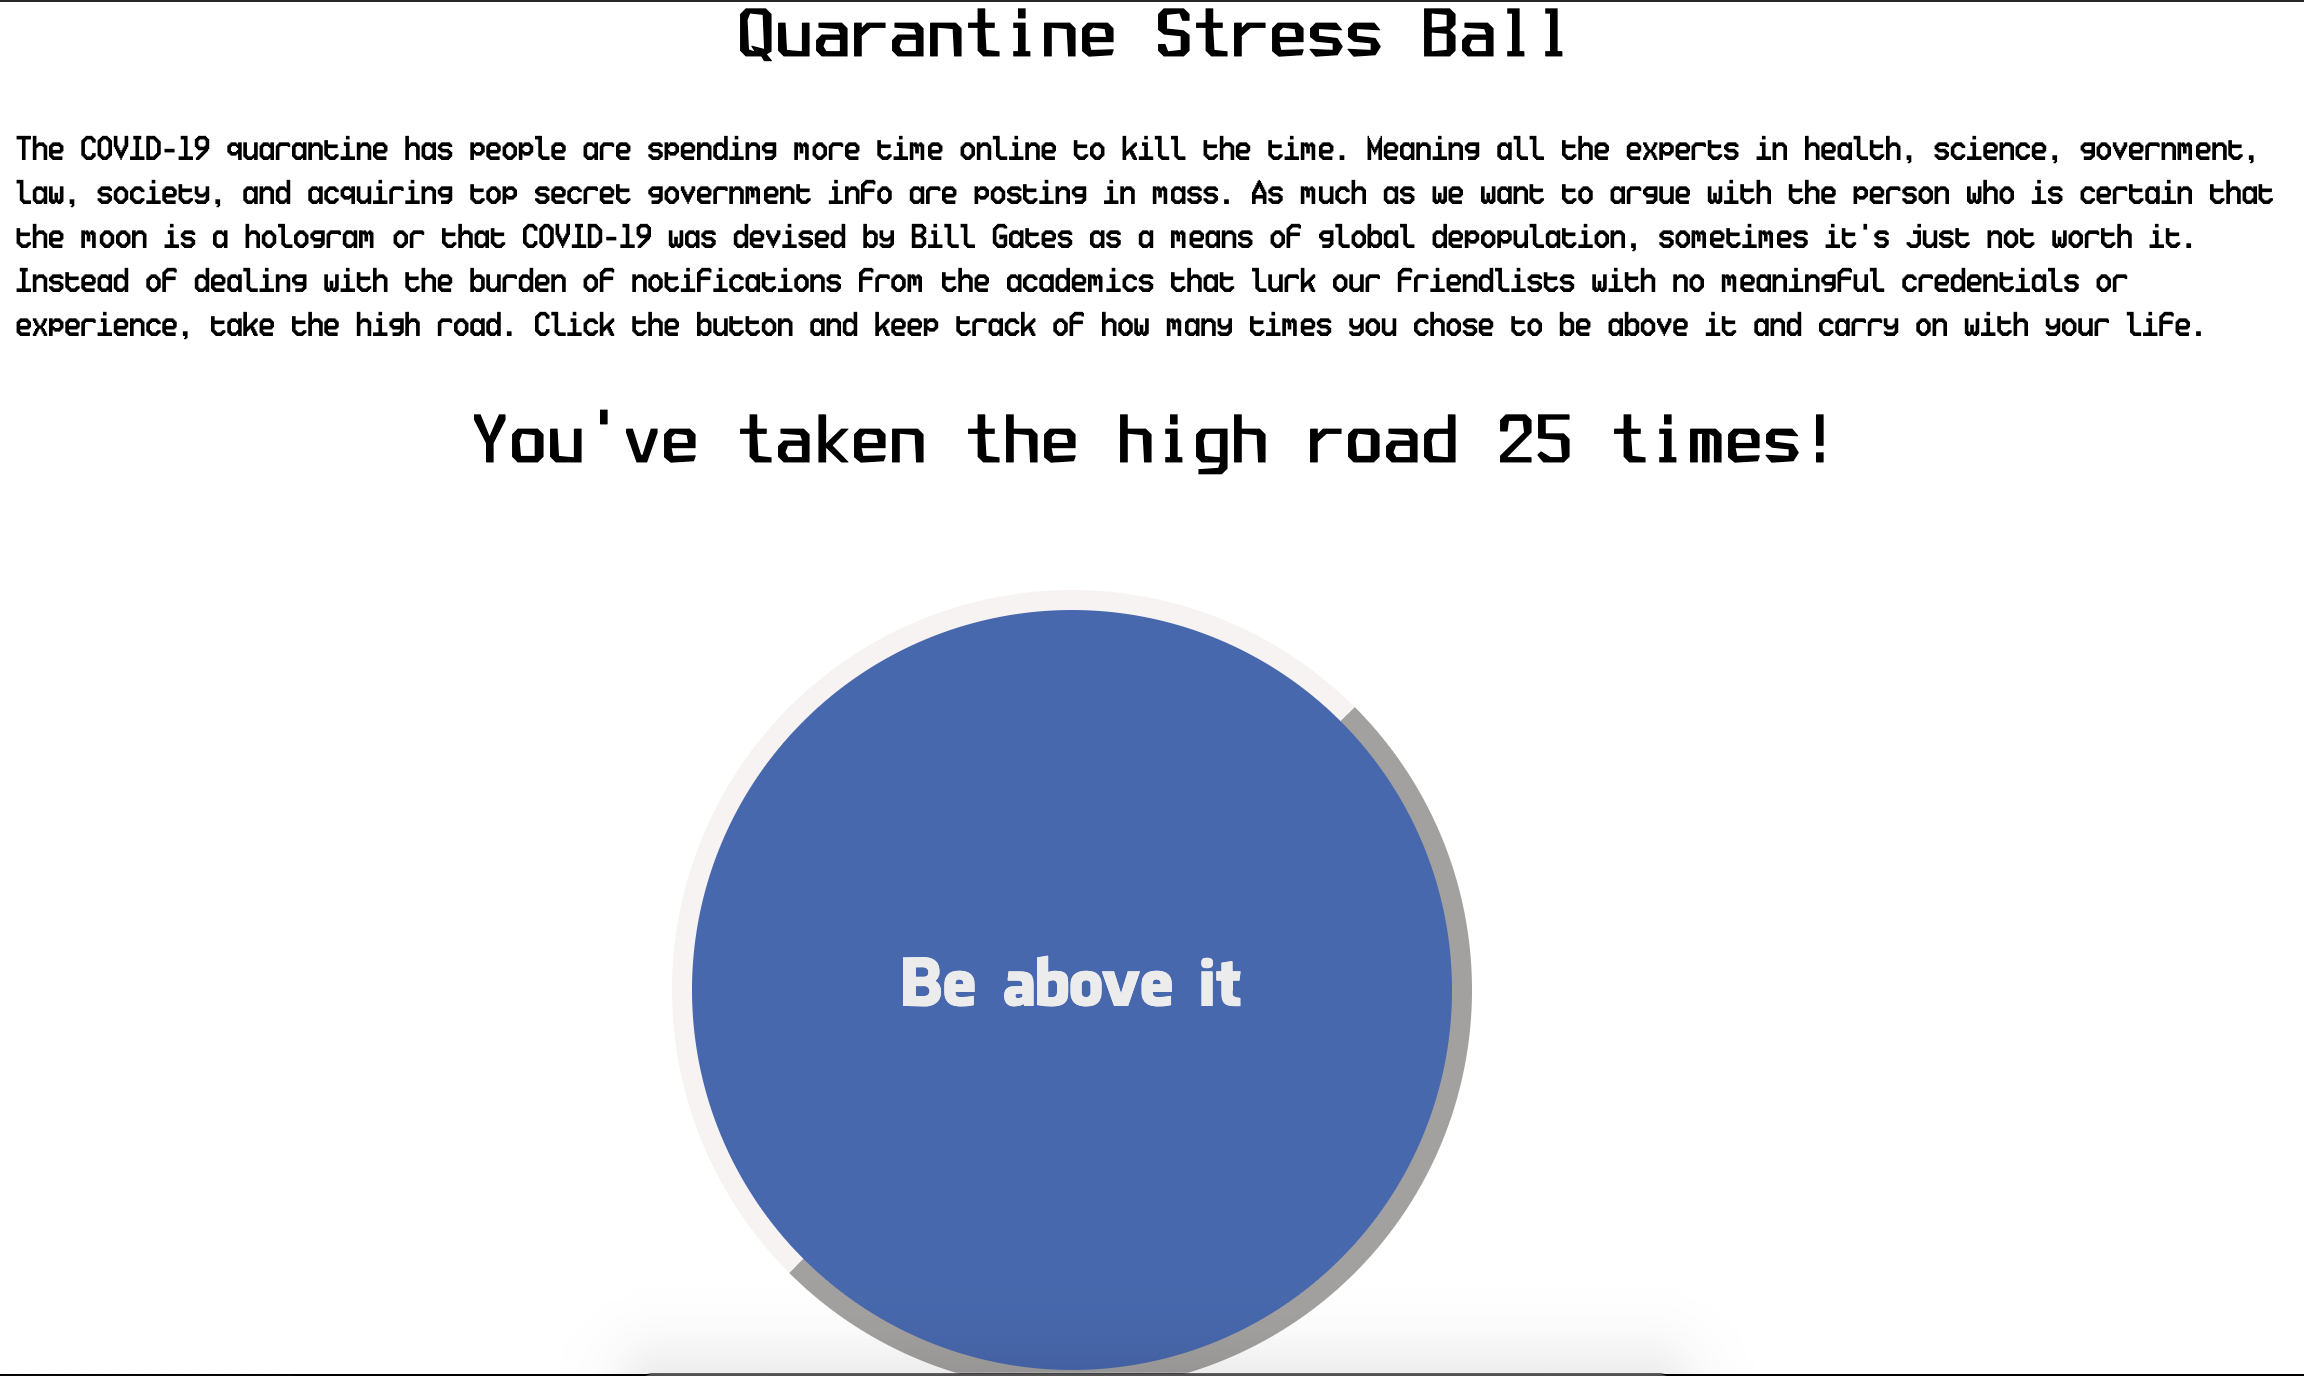 Quarantine Stress Ball
The COVID-19 quarantine has people are spending more time online to kill the time. Meaning all the experts in health, science, government,
law, society, and acquiring top secret government info are posting in mass. As much as we want to argue with the person who is certain that
the moon is a hologram or that COVID-19 was devised by Bill Gates as a means of global depopulation, sometimes it's just not worth it.
Instead of dealing with the burden of notifications from the academics that lurk our friendlists with no meaningful credentials or
experience, take the high road. Click the button and keep track of how many times you chose to be above it and carry on with your life.
You've taken the high road 25 times!
Be above it